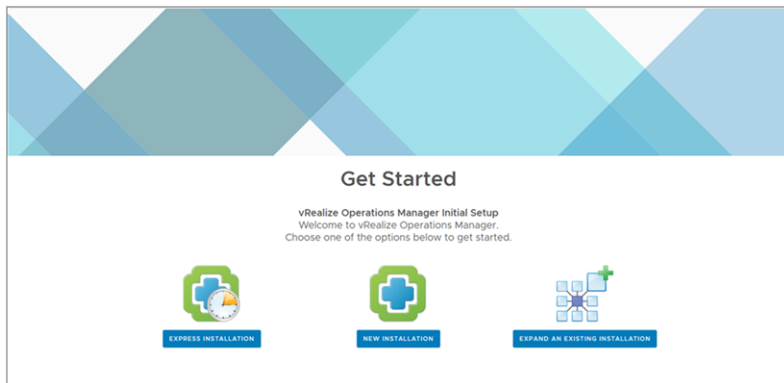 Get Started
vRealize Operations Manager Initial Setup
Welcome to vRealize Operations Manager.
Choose one of the options below to get started.
EXPRESS INSTALLATION
NEW INSTALLATION
EXPAND AN EXISTING INSTALLATION